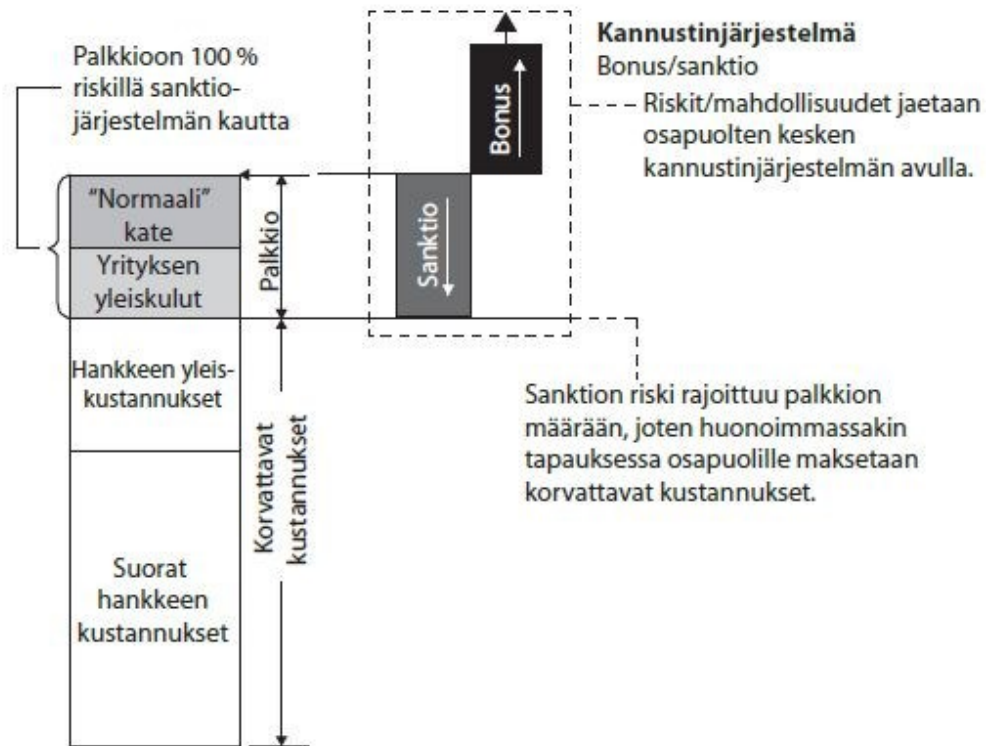 Palkkioon 100 %
riskillä sanktio-
järjestelmän kautta
"Normaali"
kate
Yrityksen
yleiskulut
Hankkeen yleis-
kustannukset
Suorat
hankkeen
kustannukset
Palkkio
Korvattavat
kustannukset
Sanktio
Bonus
Kannustinjärjestelmä
Bonus/sanktio
Riskit/mahdollisuudet jaetaan
osapuolten kesken
kannustinjärjestelmän avulla.
Sanktion riski rajoittuu palkkion
määrään, joten huonoimmassakin
tapauksessa osapuolille maksetaan
korvattavat kustannukset.